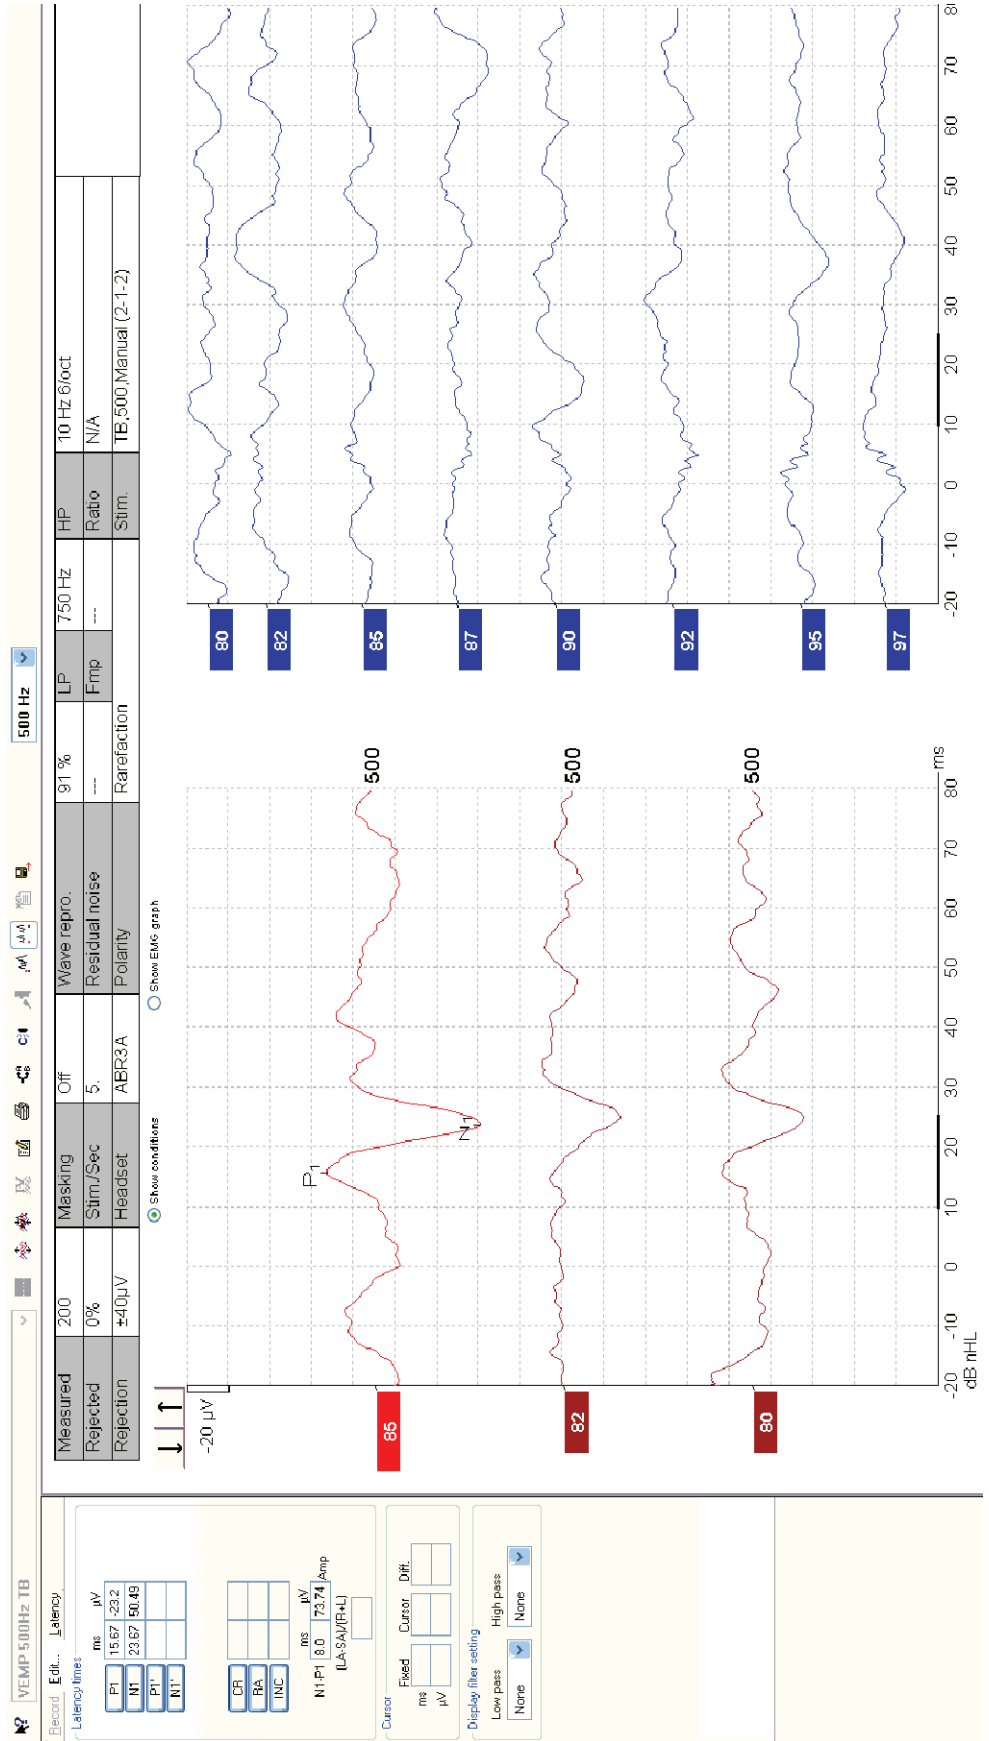 VEMP 500Hz TB
500 Hz
Record Edit... Latency
Measured 200 Masking Off Wave repro. 91 % LP 750 Hz HP 10 Hz 6/oct
Rejected 0% Stim./Sec 5. Residual noise --- Fmp --- Ratio N/A
Rejection ±40µV Headset ABR3A Polarity Rarefaction Stim. TB,500,Manual (2-1-2)
Show conditions Show EMG graph
Latency times
ms µV
P1 15.67 -23.2
N1 23.67 50.49
P1'
N1'
CR
RA
INC
ms µV
N1-P1 8.0 73.74 Amp
(LA-SA)/(R+L)
Cursor
Fixed Cursor Diff.
ms
µV
Display filter setting
Low pass High pass
None None
-20 µV
P1
N1
85 500
82 500
80 500
-20 -10 0 10 20 30 40 50 60 70 80 ms
dB nHL
80
82
85
87
90
92
95
97
-20 -10 0 10 20 30 40 50 60 70 80